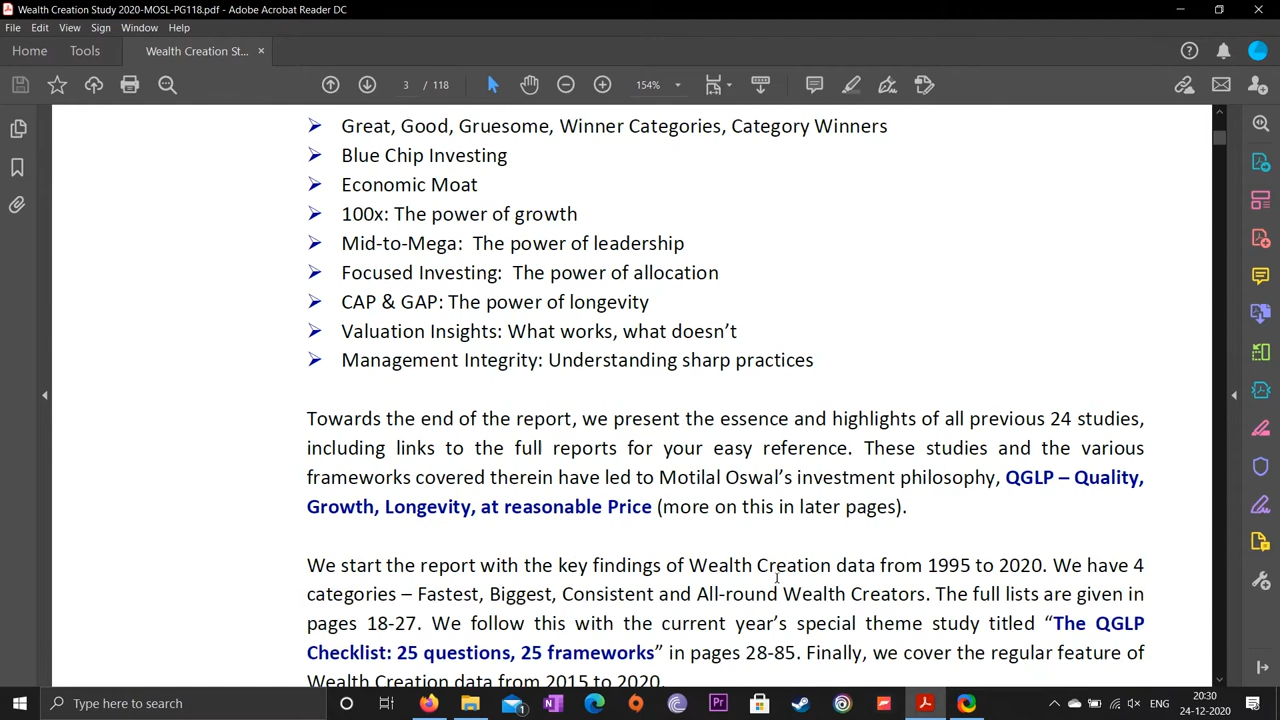 Wealth Creation Study 2020-MOSL-PG118.pdf - Adobe Acrobat Reader DC
File Edit View Sign Window Help
Home Tools Wealth Creation St... ×
3 / 118 154%
➢ Great, Good, Gruesome, Winner Categories, Category Winners
➢ Blue Chip Investing
➢ Economic Moat
➢ 100x: The power of growth
➢ Mid-to-Mega: The power of leadership
➢ Focused Investing: The power of allocation
➢ CAP & GAP: The power of longevity
➢ Valuation Insights: What works, what doesn’t
➢ Management Integrity: Understanding sharp practices
Towards the end of the report, we present the essence and highlights of all previous 24 studies,
including links to the full reports for your easy reference. These studies and the various
frameworks covered therein have led to Motilal Oswal’s investment philosophy, QGLP – Quality,
Growth, Longevity, at reasonable Price (more on this in later pages).
We start the report with the key findings of Wealth Creation data from 1995 to 2020. We have 4
categories – Fastest, Biggest, Consistent and All-round Wealth Creators. The full lists are given in
pages 18-27. We follow this with the current year’s special theme study titled “The QGLP
Checklist: 25 questions, 25 frameworks” in pages 28-85. Finally, we cover the regular feature of
Wealth Creation data from 2015 to 2020.
Type here to search
1
Pr
ENG
20:30
24-12-2020